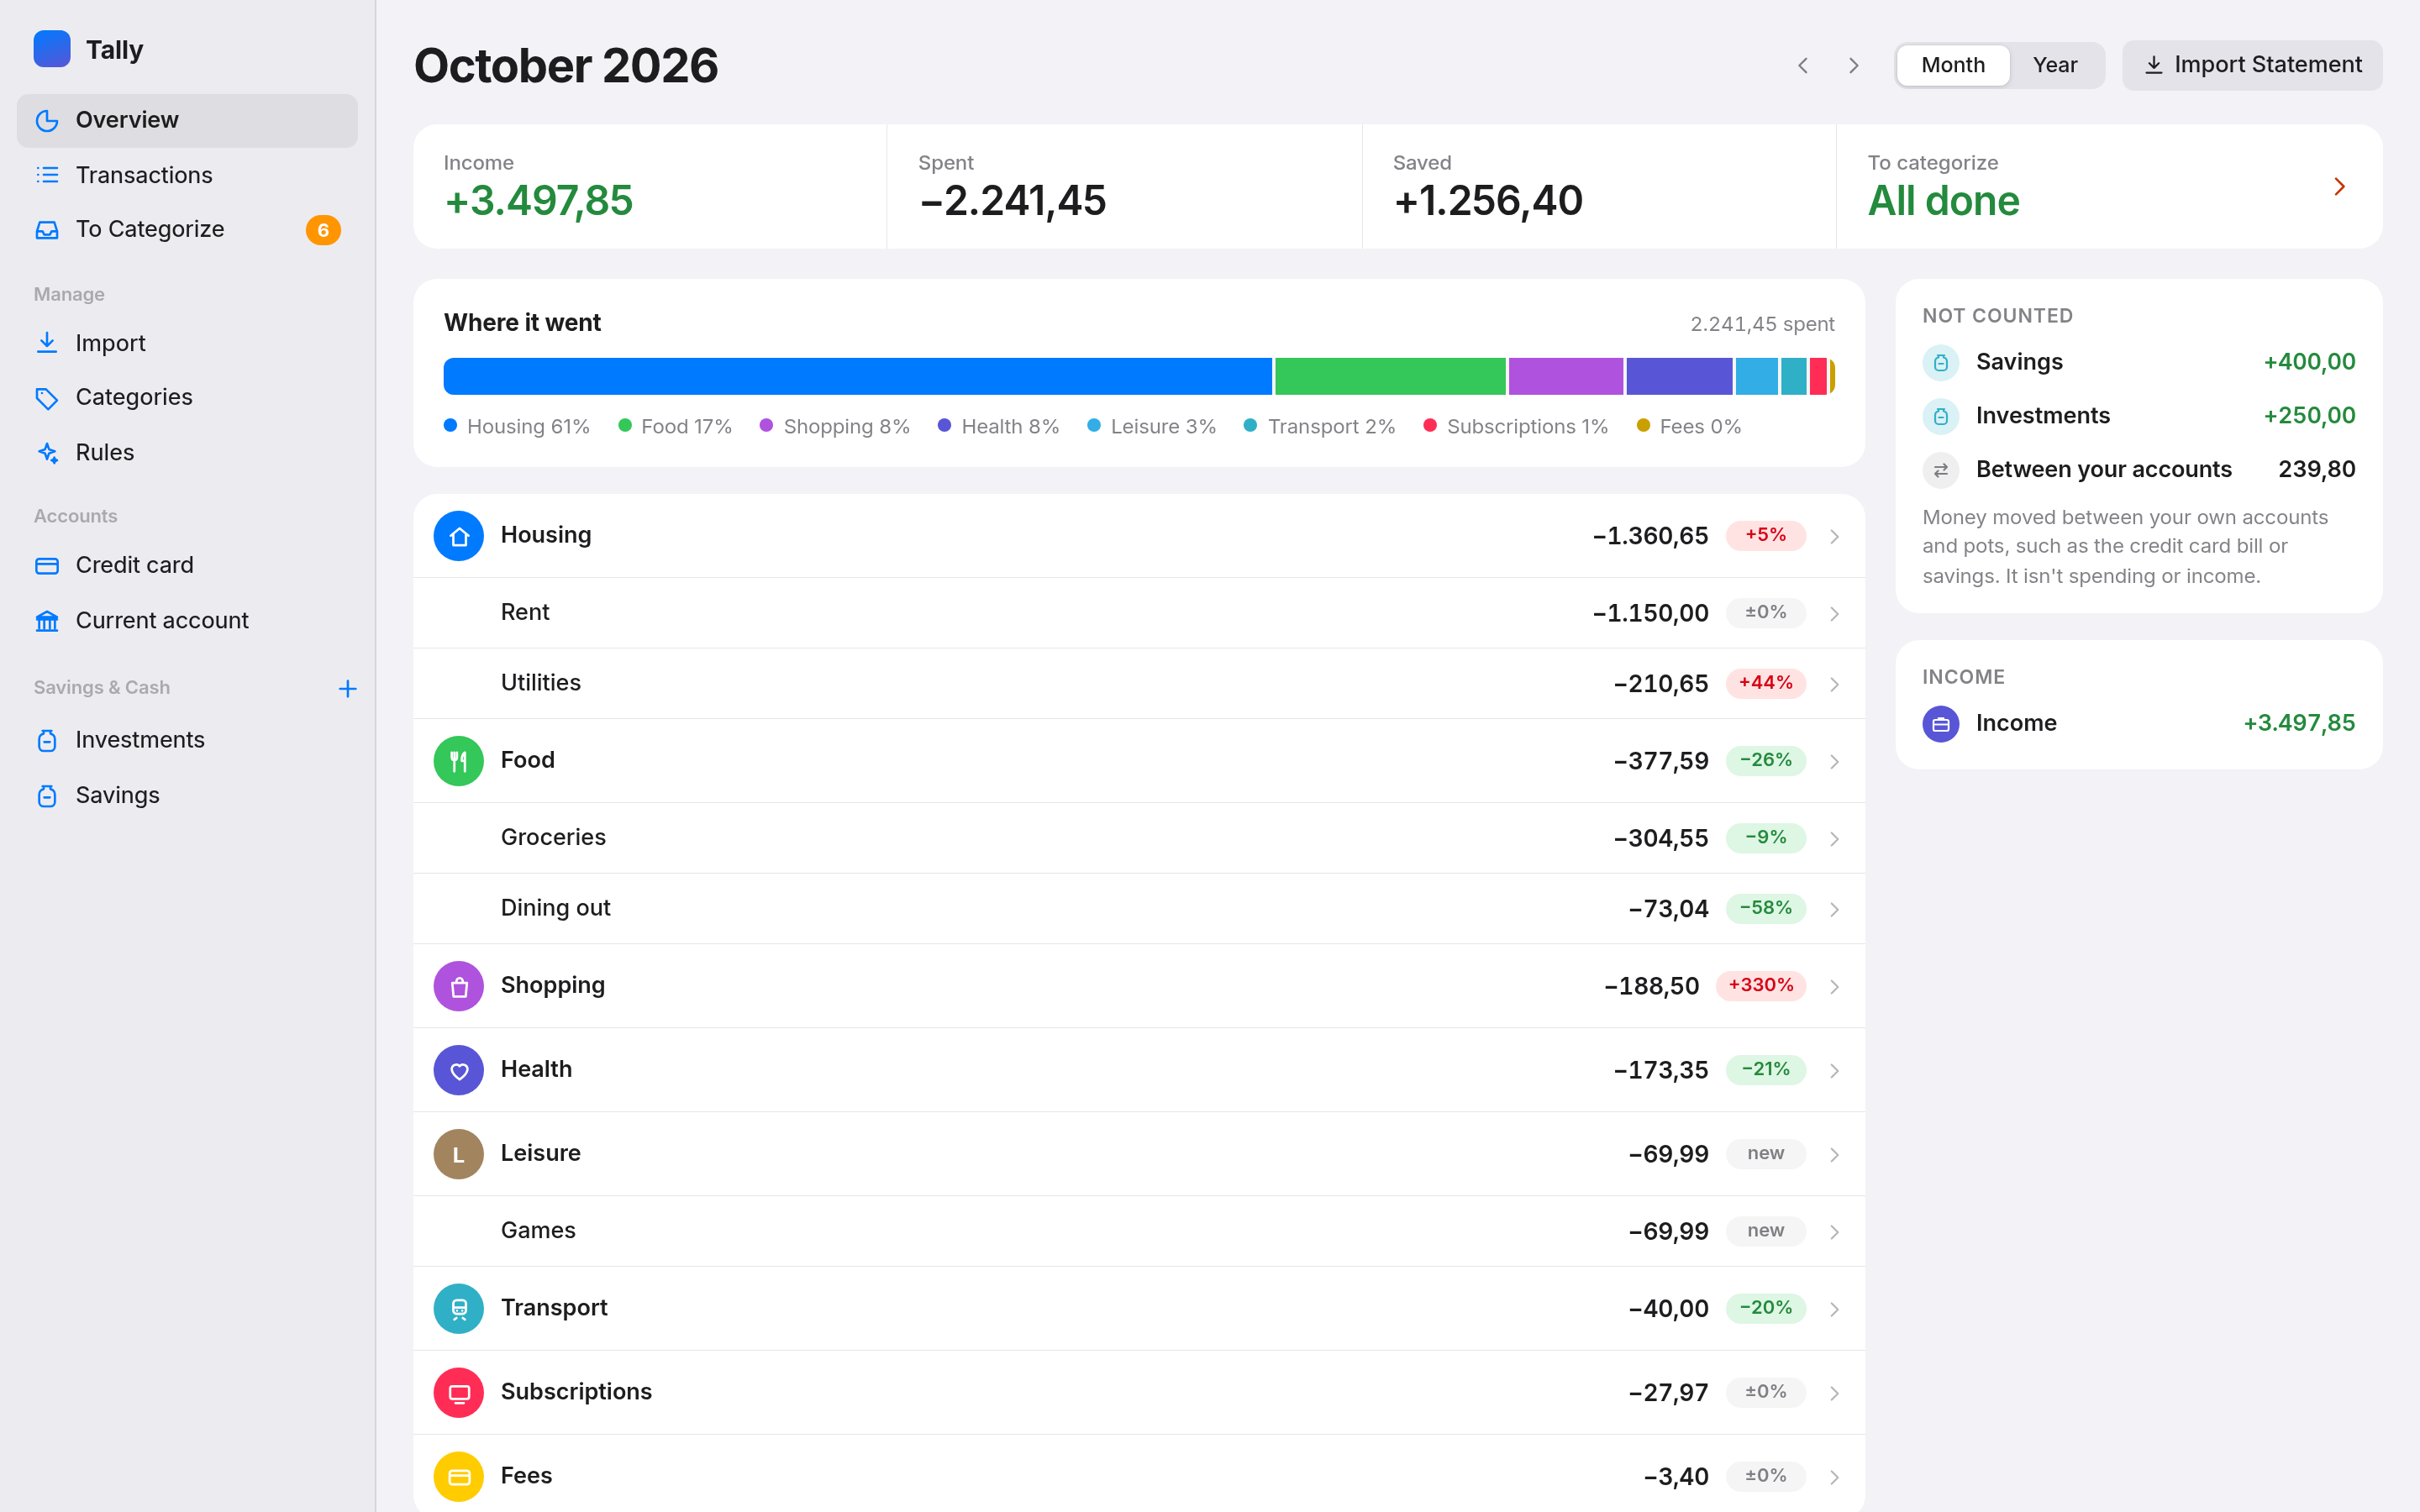 Tally
Overview
Transactions
To Categorize 6
Manage
Import
Categories
Rules
Accounts
Credit card
Current account
Savings & Cash
Investments
Savings
October 2026
Month Year Import Statement
Income
+3.497,85
Spent
−2.241,45
Saved
+1.256,40
To categorize
All done
Where it went 2.241,45 spent
Housing 61% Food 17% Shopping 8% Health 8% Leisure 3% Transport 2% Subscriptions 1% Fees 0%
Housing −1.360,65 +5%
Rent −1.150,00 ±0%
Utilities −210,65 +44%
Food −377,59 −26%
Groceries −304,55 −9%
Dining out −73,04 −58%
Shopping −188,50 +330%
Health −173,35 −21%
L Leisure −69,99 new
Games −69,99 new
Transport −40,00 −20%
Subscriptions −27,97 ±0%
Fees −3,40 ±0%
NOT COUNTED
Savings +400,00
Investments +250,00
Between your accounts 239,80
Money moved between your own accounts
and pots, such as the credit card bill or
savings. It isn't spending or income.
INCOME
Income +3.497,85